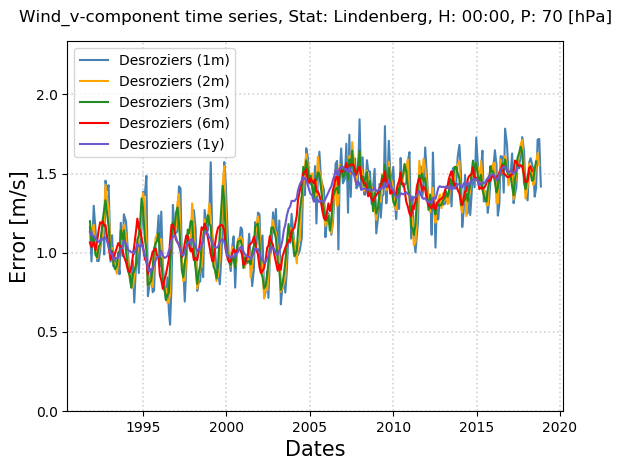 Wind_v-component time series, Stat: Lindenberg, H: 00:00, P: 70 [hPa]
Desroziers (1m)
Desroziers (2m)
Desroziers (3m)
Desroziers (6m)
Desroziers (1y)
Error [m/s]
2.0
1.5
1.0
0.5
0.0
1995 2000 2005 2010 2015 2020
Dates